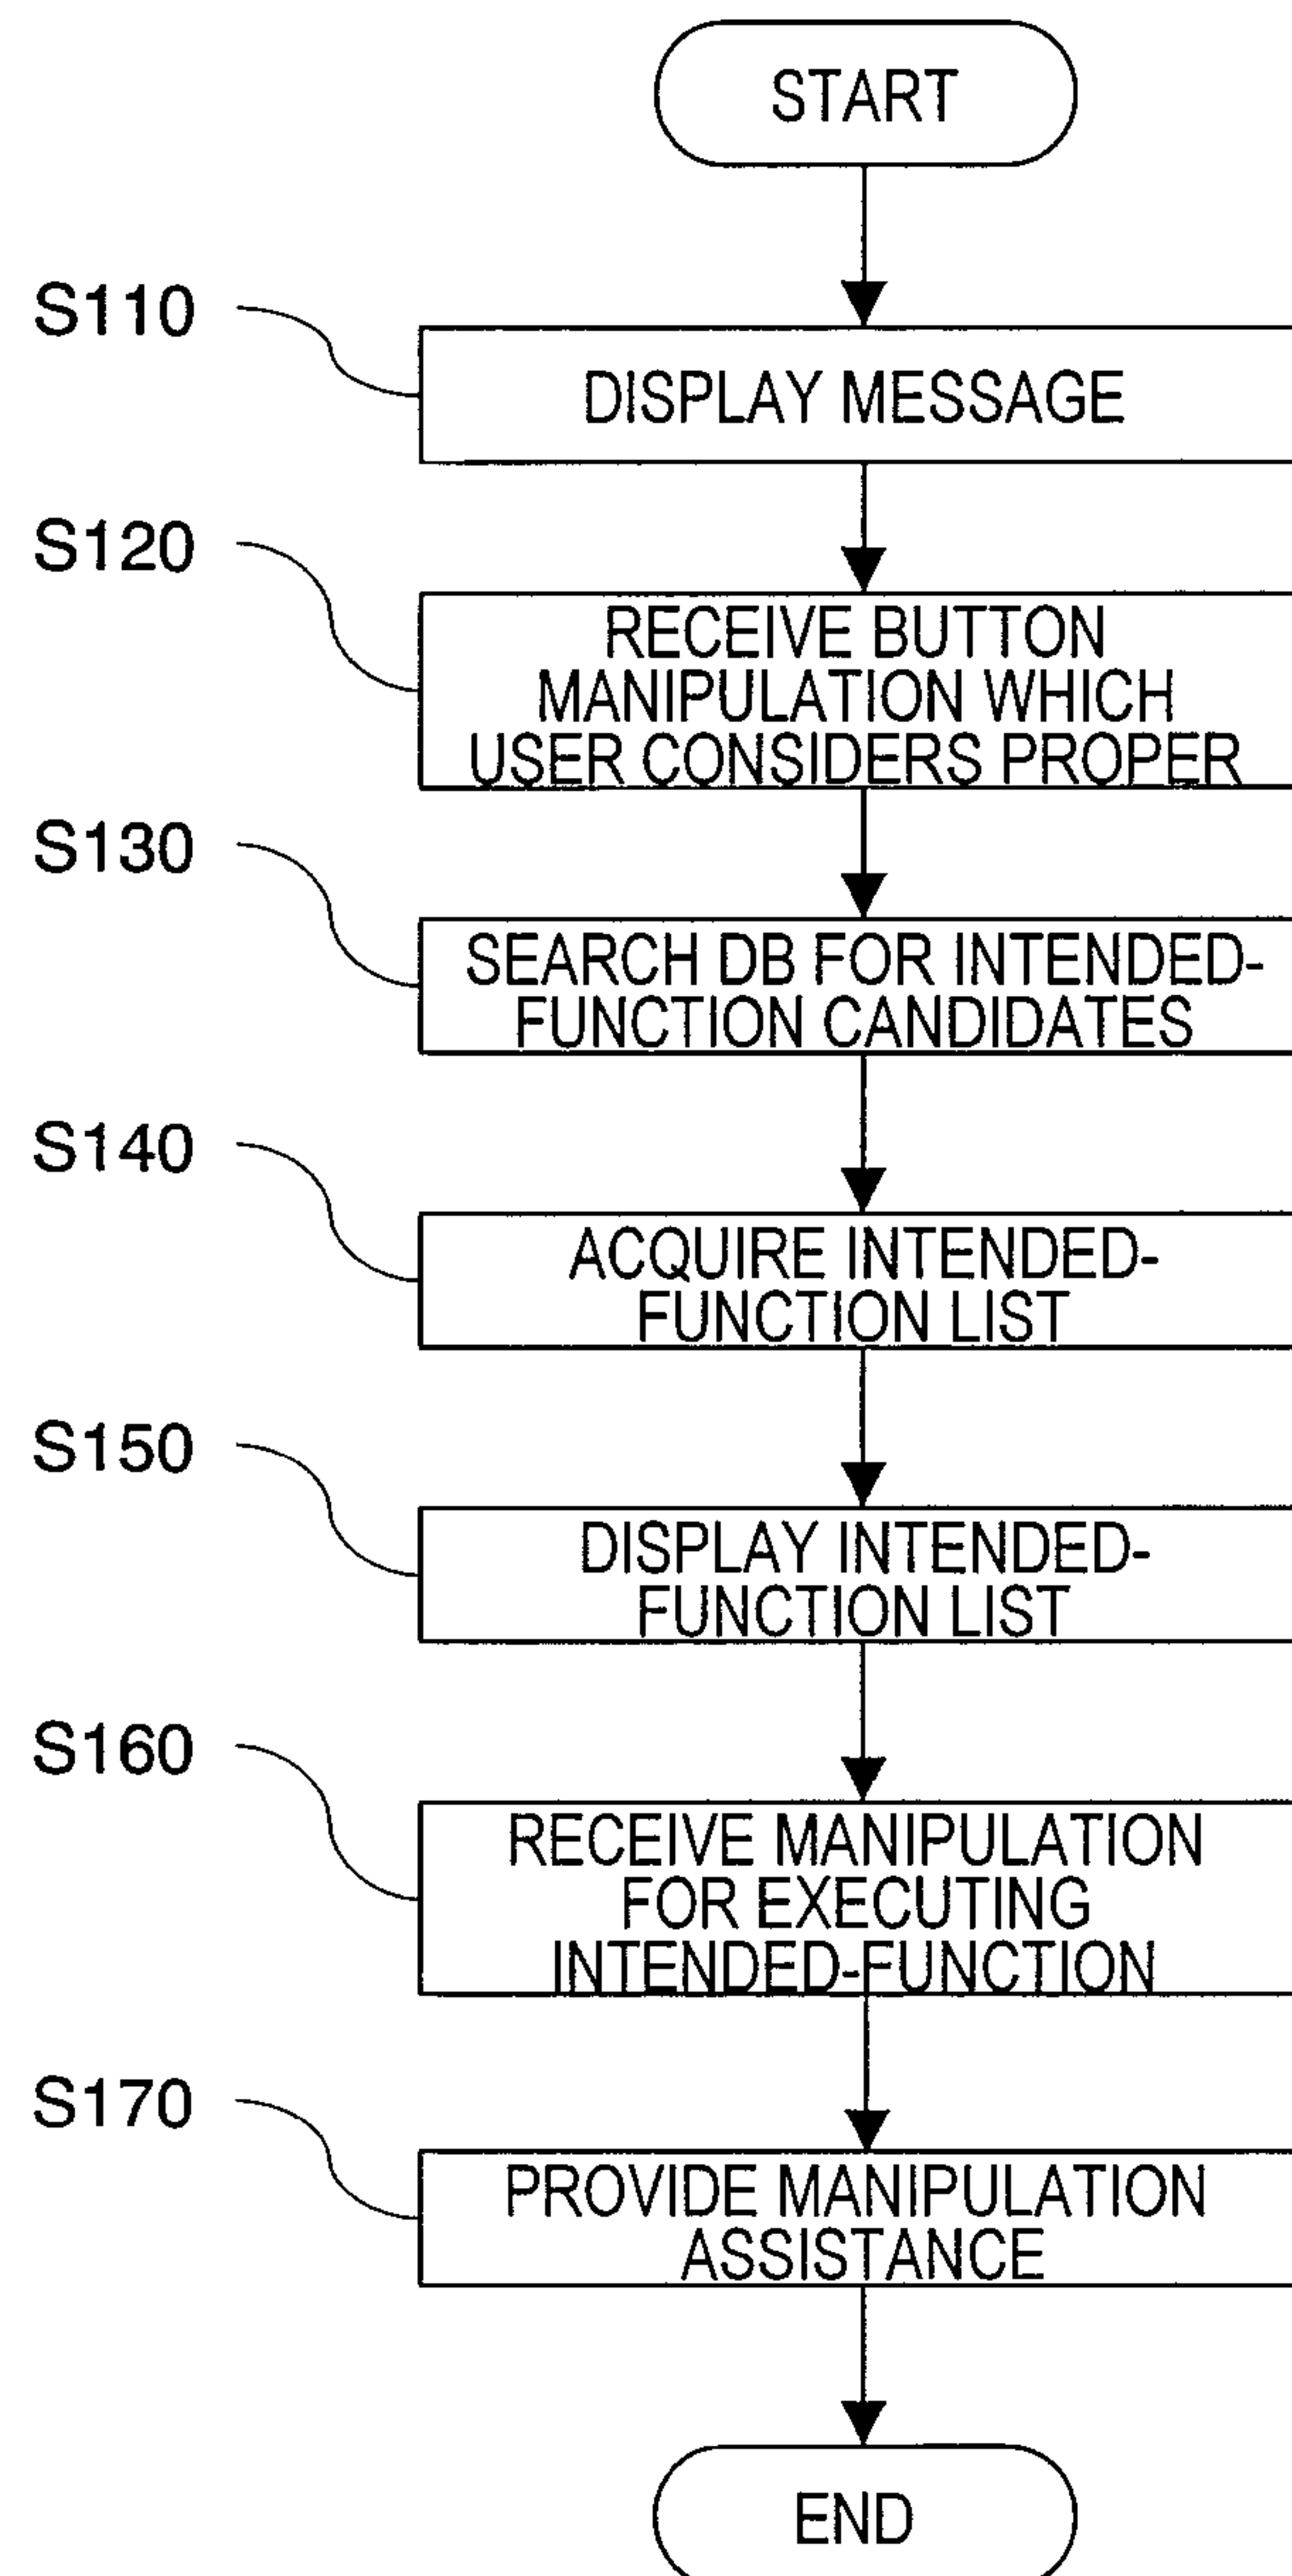 START
S110
DISPLAY MESSAGE
S120
RECEIVE BUTTON
MANIPULATION WHICH
USER CONSIDERS PROPER
S130
SEARCH DB FOR INTENDED-
FUNCTION CANDIDATES
S140
ACQUIRE INTENDED-
FUNCTION LIST
S150
DISPLAY INTENDED-
FUNCTION LIST
S160
RECEIVE MANIPULATION
FOR EXECUTING
INTENDED-FUNCTION
S170
PROVIDE MANIPULATION
ASSISTANCE
END